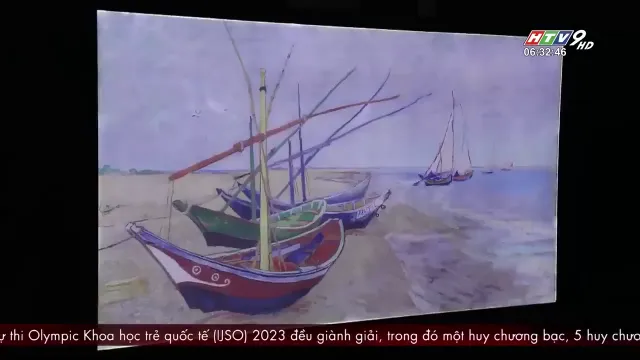 HTV9 HD
06:32:46
ự thi Olympic Khoa học trẻ quốc tế (IJSO) 2023 đều giành giải, trong đó một huy chương bạc, 5 huy chươ